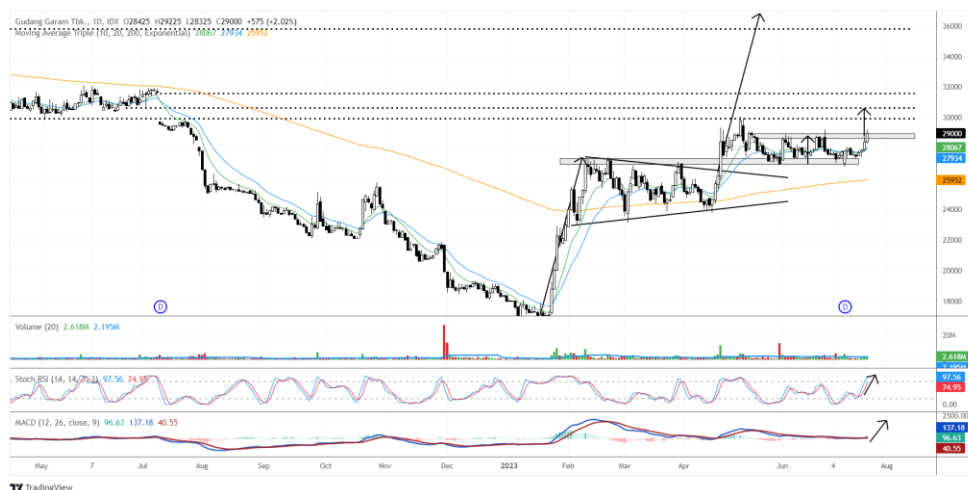 Gudang Garam Tbk., 1D, IDX O28425 H29225 L28325 C29000 +575 (+2.02%)
Moving Average Triple (10, 20, 200, Exponential) 28067 27934 25952
36000
34000
32000
30000
29000
28067
27934
25952
24000
22000
20000
18000
D D
Volume (20) 2.618M 2.195M
20M
2.618M
2.195M
Stoch RSI (14, 14, 3, 3) 97.56 74.95
97.56
74.95
0.00
MACD (12, 26, close, 9) 96.63 137.18 40.55
2500.00
137.18
96.63
40.55
May 7 Jul Aug Sep Oct Nov Dec 2023 Feb Mar Apr Jun 4 Aug
TradingView